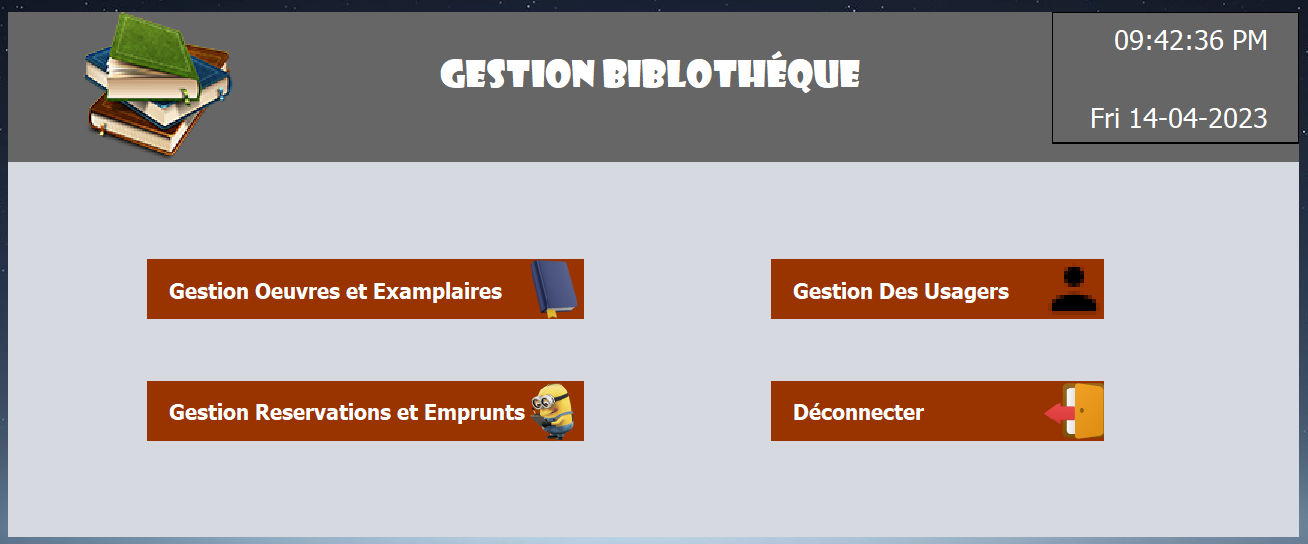 GESTION BIBLOTHÉQUE
09:42:36 PM
Fri 14-04-2023
Gestion Oeuvres et Examplaires
Gestion Des Usagers
Gestion Reservations et Emprunts
Déconnecter